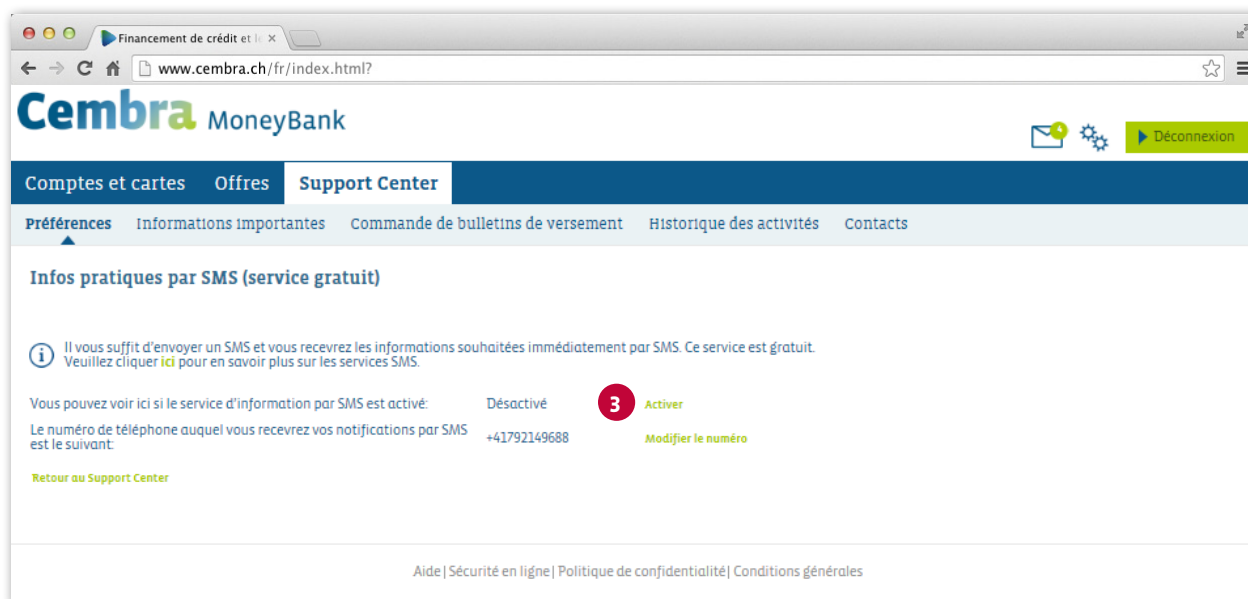 Financement de crédit et l
www.cembra.ch/fr/index.html?
Cembra MoneyBank
4
Déconnexion
Comptes et cartes Offres Support Center
Préférences Informations importantes Commande de bulletins de versement Historique des activités Contacts
Infos pratiques par SMS (service gratuit)
i
Il vous suffit d'envoyer un SMS et vous recevrez les informations souhaitées immédiatement par SMS. Ce service est gratuit.
Veuillez cliquer ici pour en savoir plus sur les services SMS.
Vous pouvez voir ici si le service d'information par SMS est activé: Désactivé 3 Activer
Le numéro de téléphone auquel vous recevrez vos notifications par SMS
est le suivant: +41792149688 Modifier le numéro
Retour au Support Center
Aide| Sécurité en ligne| Politique de confidentialité| Conditions générales